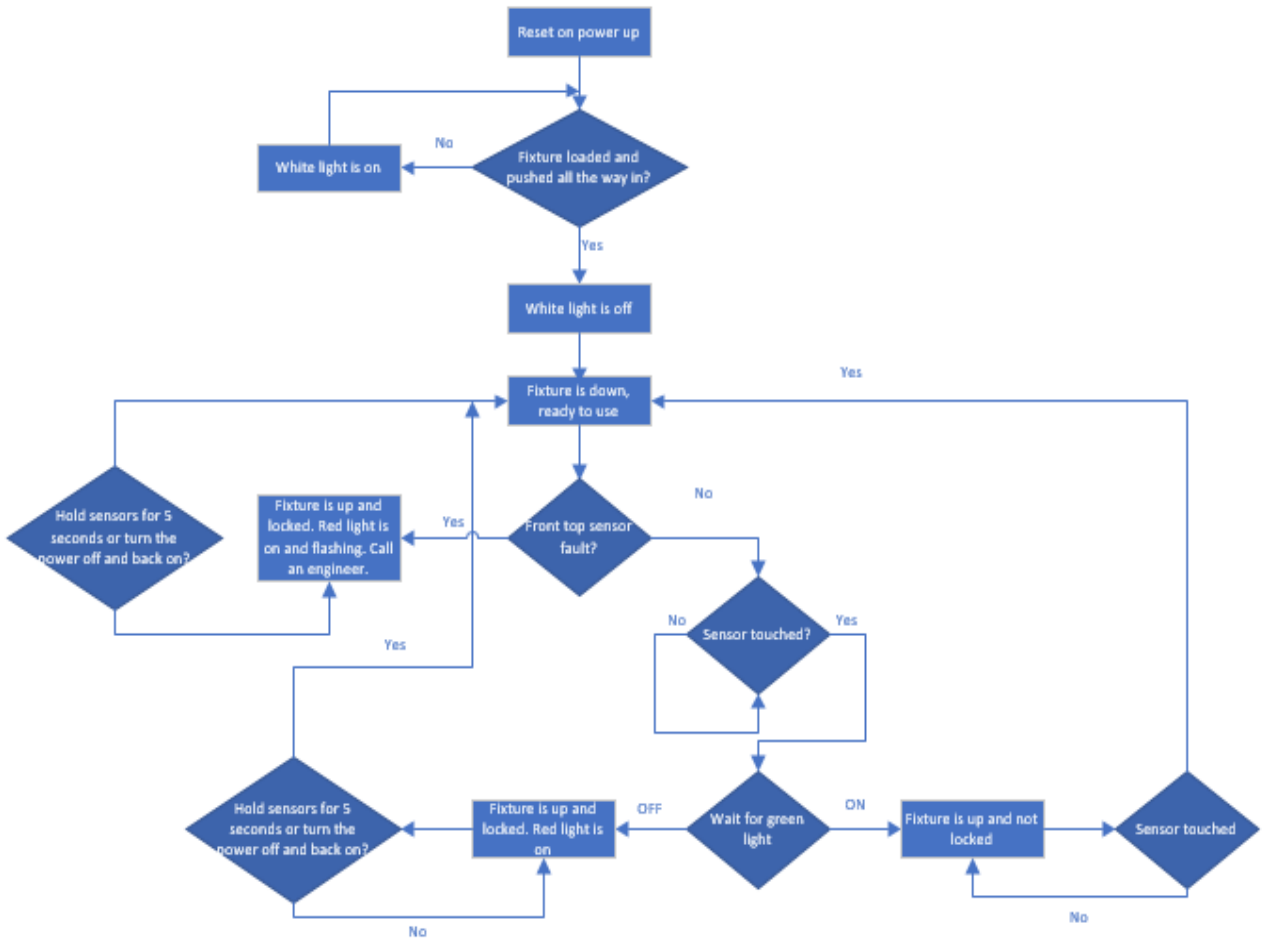 Reset on power up
No
White light is on
Fixture loaded and
pushed all the way in?
Yes
White light is off
Yes
Fixture is down,
ready to use
No
Hold sensors for 5
seconds or turn the
power off and back on?
Fixture is up and
locked. Red light is
on and flashing. Call
an engineer.
Yes
Front top sensor
fault?
No
Sensor touched?
Yes
Yes
Hold sensors for 5
seconds or turn the
power off and back on?
Fixture is up and
locked. Red light is
on
OFF
Wait for green
light
ON
Fixture is up and not
locked
Sensor touched
No
No